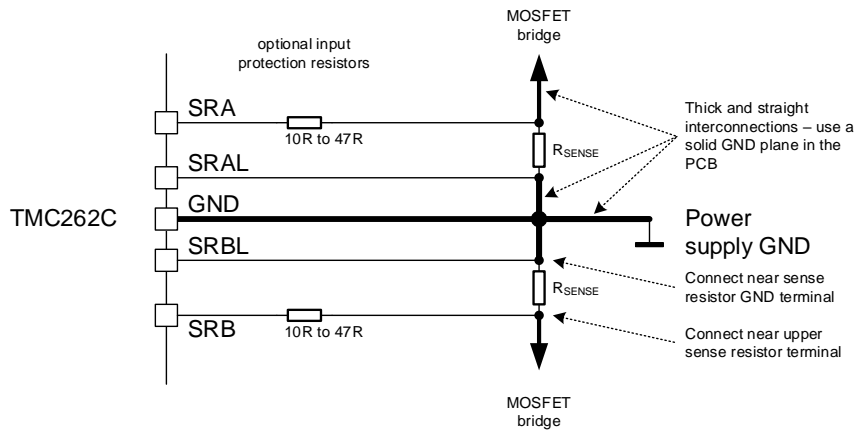 MOSFET
bridge
optional input
protection resistors
SRA
10R to 47R
RSENSE
Thick and straight
interconnections – use a
solid GND plane in the
PCB
SRAL
TMC262C
GND
Power
supply GND
SRBL
Connect near sense
resistor GND terminal
RSENSE
10R to 47R
SRB
Connect near upper
sense resistor terminal
MOSFET
bridge